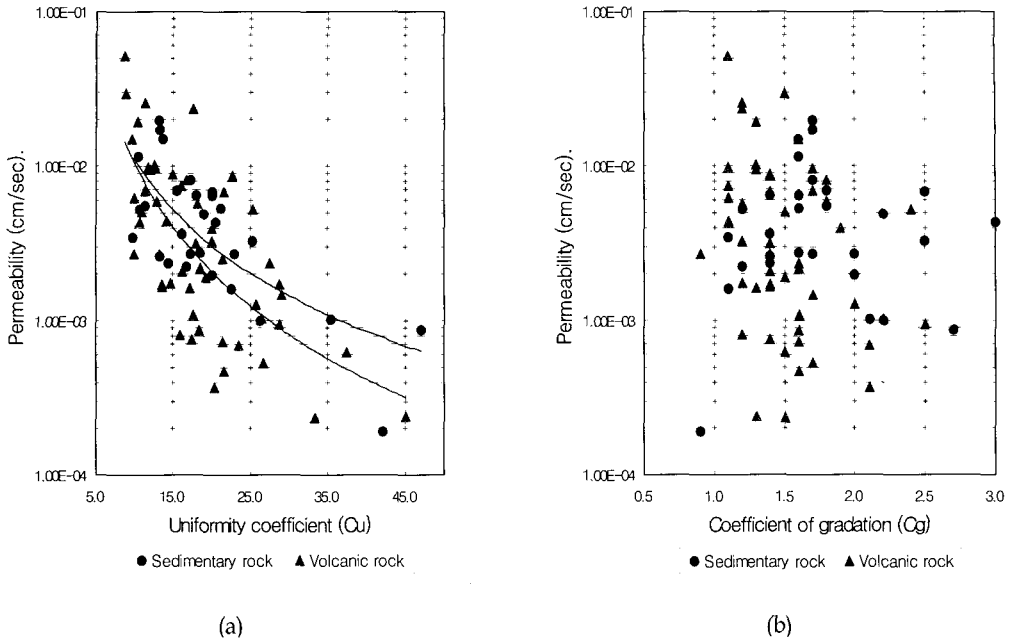 1.00E-01
1.00E-02
1.00E-03
1.00E-04
Permeability (cm/sec).
5.0 15.0 25.0 35.0 45.0
Uniformity coefficient (Cu)
● Sedimentary rock ▲ Volcanic rock
(a)
1.00E-01
1.00E-02
1.00E-03
1.00E-04
Permeability (cm/sec).
0.5 1.0 1.5 2.0 2.5 3.0
Coefficient of gradation (Cg)
● Sedimentary rock ▲ Volcanic rock
(b)